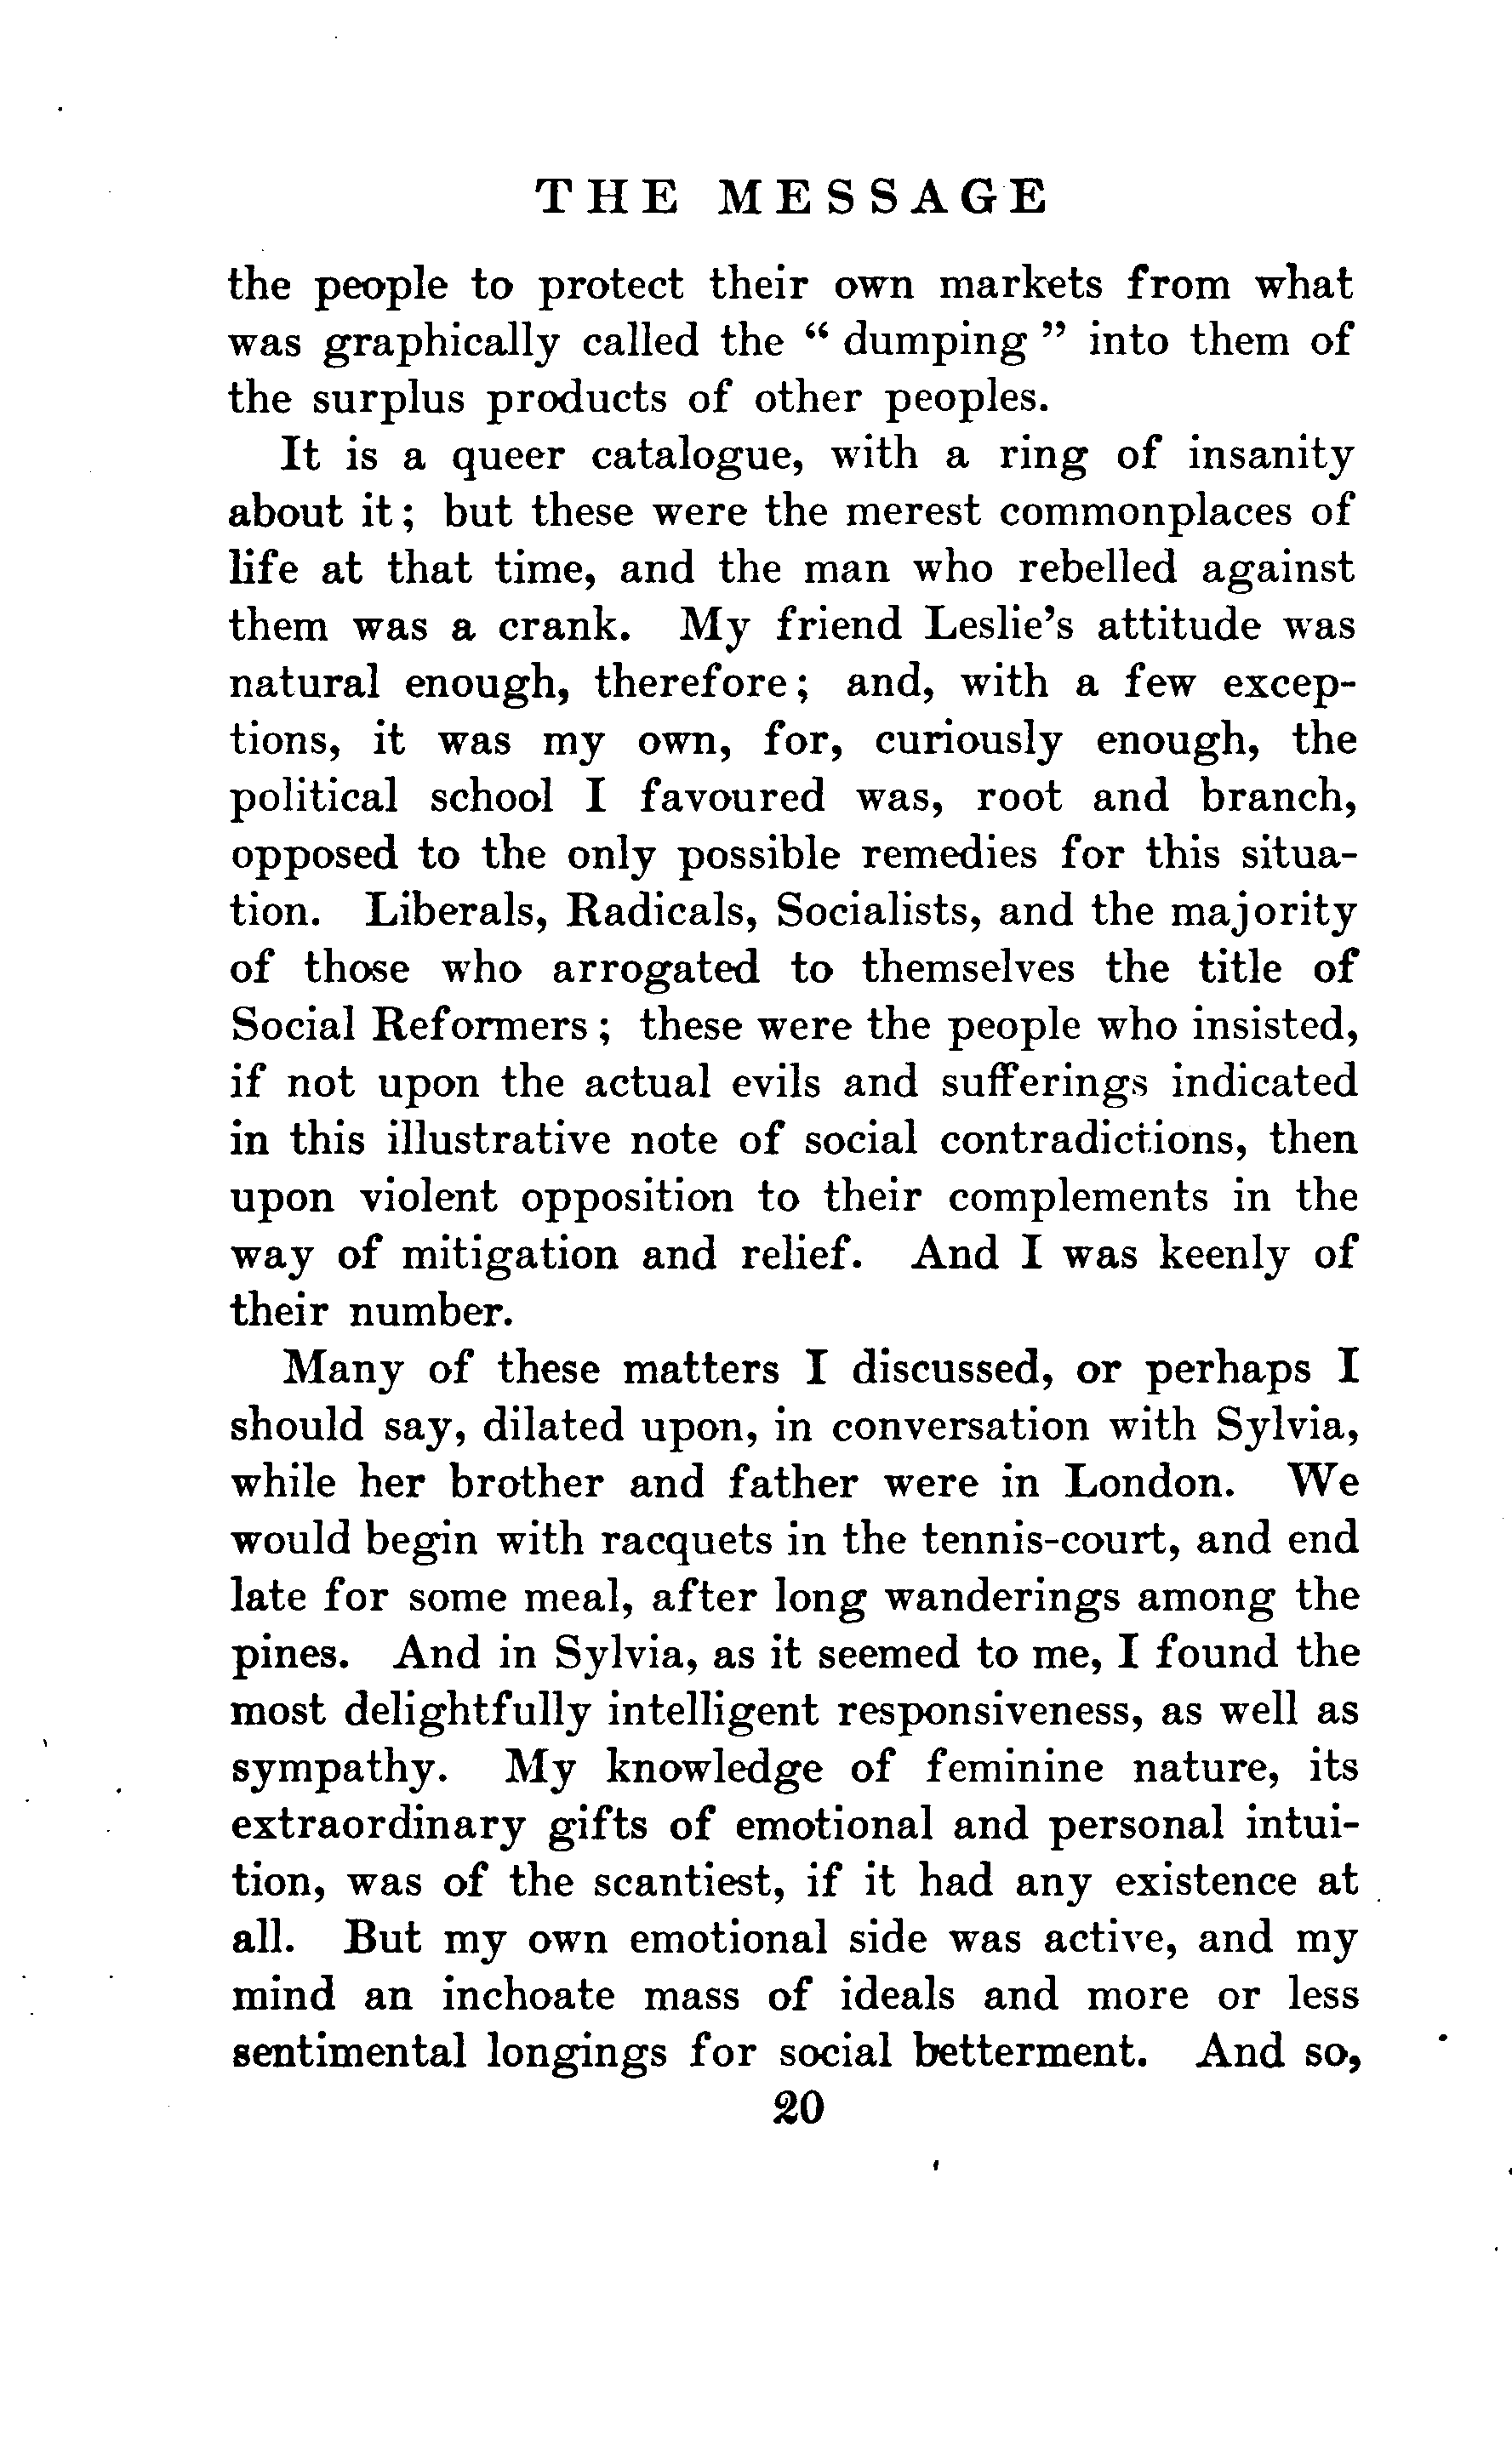 THE MESSAGE
the people to protect their own markets from what
was graphically called the “ dumping ” into them of
the surplus products of other peoples.
It is a queer catalogue, with a ring of insanity
about it ; but these were the merest commonplaces of
life at that time, and the man who rebelled against
them was a crank. My friend Leslie’s attitude was
natural enough, therefore ; and, with a few excep-
tions, it was my own, for, curiously enough, the
political school I favoured was, root and branch,
opposed to the only possible remedies for this situa-
tion. Liberals, Radicals, Socialists, and the majority
of those who arrogated to themselves the title of
Social Reformers ; these were the people who insisted,
if not upon the actual evils and sufferings indicated
in this illustrative note of social contradictions, then
upon violent opposition to their complements in the
way of mitigation and relief. And I was keenly of
their number.
Many of these matters I discussed, or perhaps I
should say, dilated upon, in conversation with Sylvia,
while her brother and father were in London. We
would begin with racquets in the tennis-court, and end
late for some meal, after long wanderings among the
pines. And in Sylvia, as it seemed to me, I found the
most delightfully intelligent responsiveness, as well as
sympathy. My knowledge of feminine nature, its
extraordinary gifts of emotional and personal intui-
tion, was of the scantiest, if it had any existence at
all. But my own emotional side was active, and my
mind an inchoate mass of ideals and more or less
sentimental longings for social betterment. And so,
20